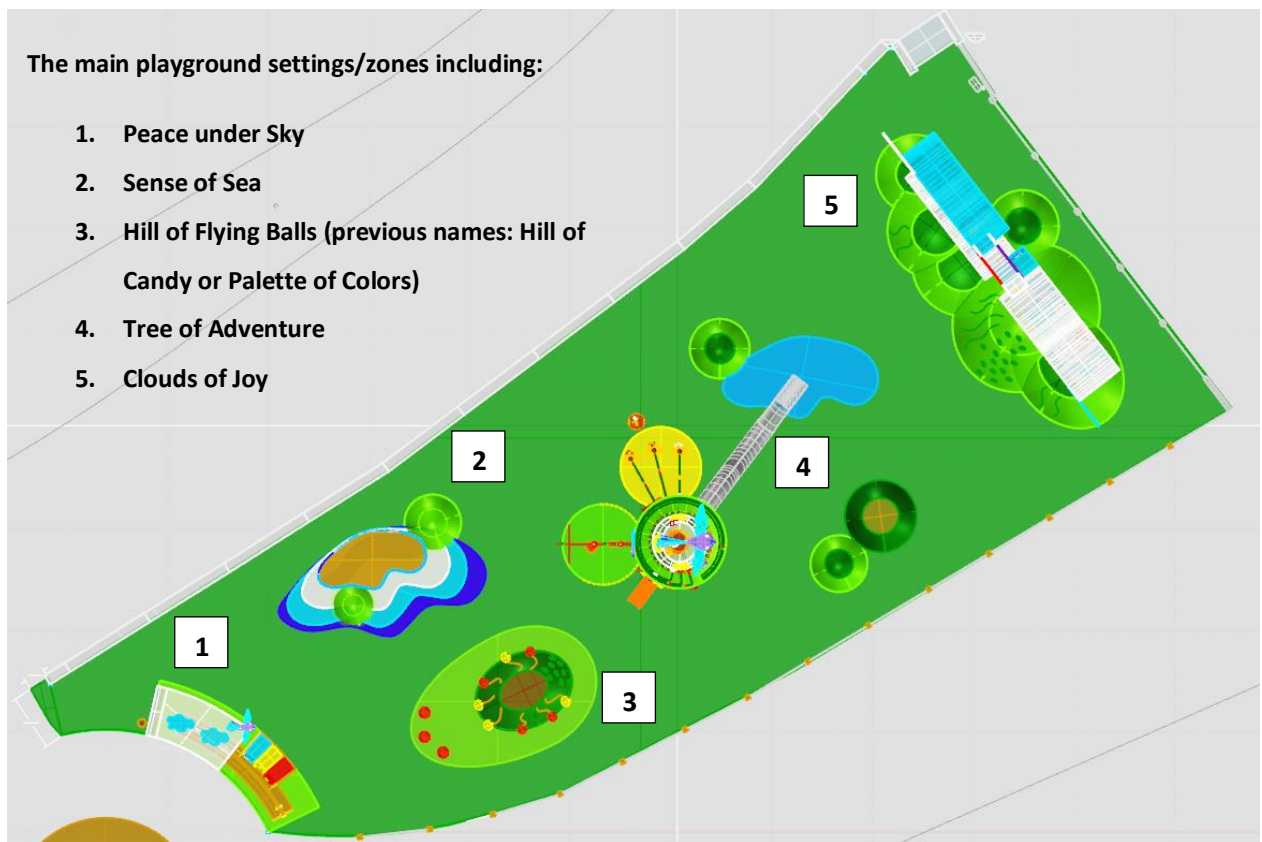 The main playground settings/zones including:
1. Peace under Sky
2. Sense of Sea
3. Hill of Flying Balls (previous names: Hill of
Candy or Palette of Colors)
4. Tree of Adventure
5. Clouds of Joy
5
2
4
1
3